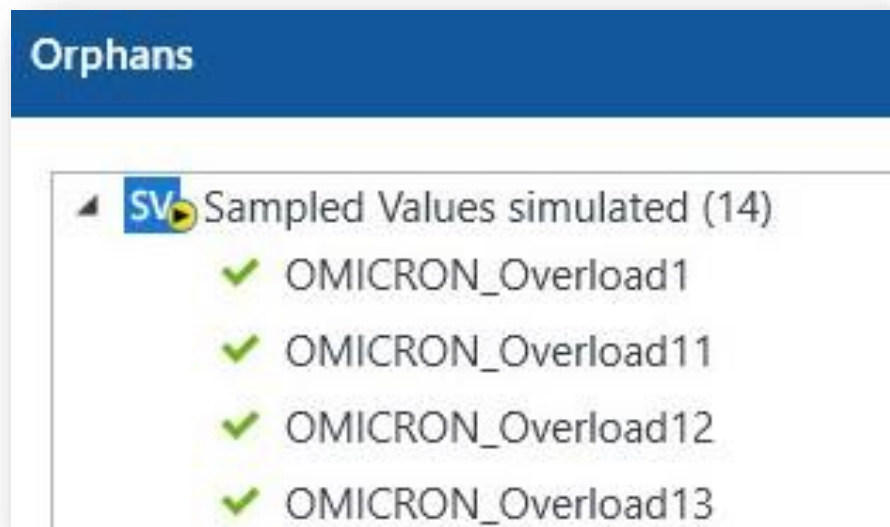 Orphans
SV Sampled Values simulated (14)
OMICRON_Overload1
OMICRON_Overload11
OMICRON_Overload12
OMICRON_Overload13